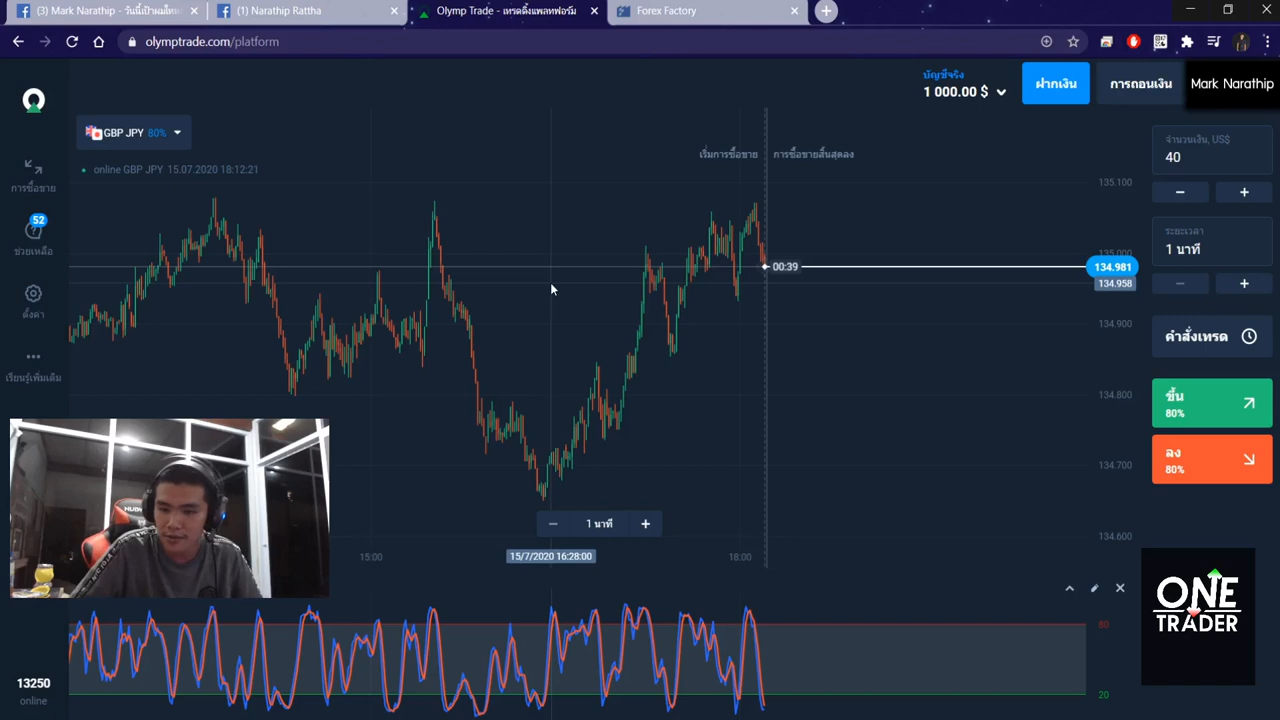 (3) Mark Narathip - วันนี้เป้าผมใหม
(1) Narathip Rattha
Olymp Trade - เทรดดิ้งแพลทฟอร์ม
Forex Factory
olymptrade.com/platform
บัญชีจริง
1 000.00 $
ฝากเงิน
การถอนเงิน
Mark Narathip
GBP JPY 80%
online GBP JPY 15.07.2020 18:12:21
เริ่มการซื้อขาย
การซื้อขายสิ้นสุดลง
การซื้อขาย
52
ช่วยเหลือ
ตั้งค่า
เรียนรู้เพิ่มเติม
135.100
135.000
00:39
134.981
134.958
134.900
134.800
134.700
134.600
จำนวนเงิน, US$
40
ระยะเวลา
1 นาที
คำสั่งเทรด
ขึ้น
80%
ลง
80%
1 นาที
15:00
15/7/2020 16:28:00
18:00
ONE
TRADER
80
20
13250
online